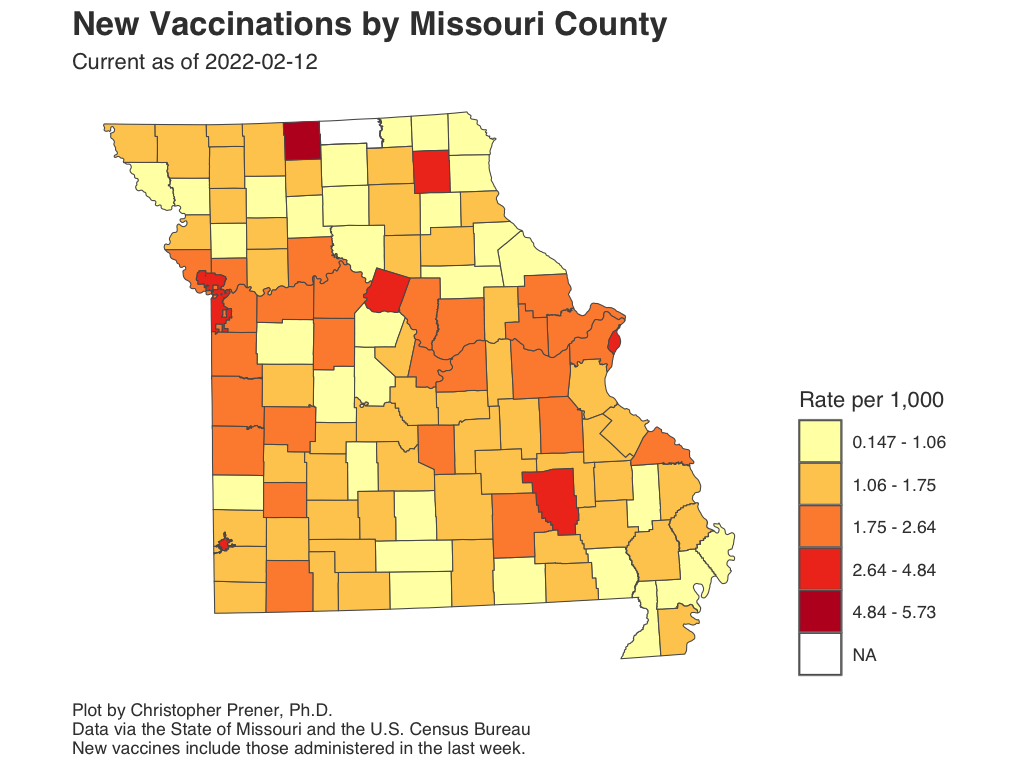 New Vaccinations by Missouri County
Current as of 2022-02-12
Rate per 1,000
0.147 - 1.06
1.06 - 1.75
1.75 - 2.64
2.64 - 4.84
4.84 - 5.73
NA
Plot by Christopher Prener, Ph.D.
Data via the State of Missouri and the U.S. Census Bureau
New vaccines include those administered in the last week.